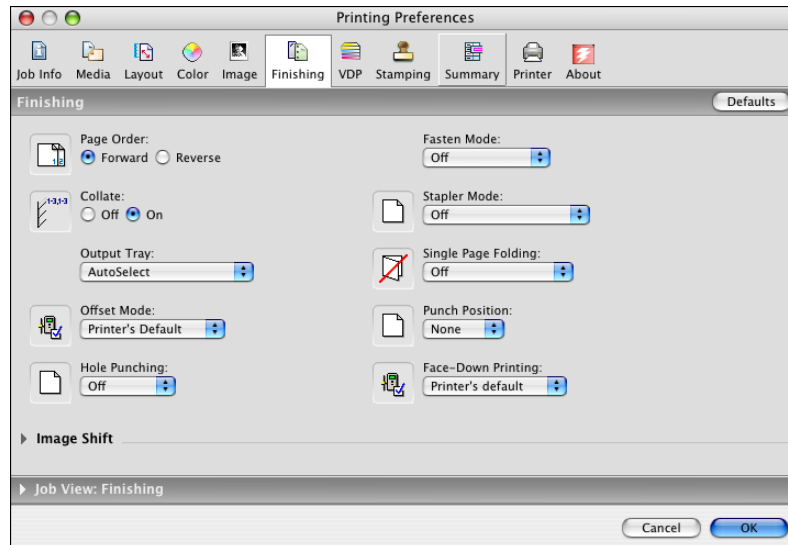 Printing Preferences
Job Info Media Layout Color Image Finishing VDP Stamping Summary Printer About
Finishing
Defaults
Page Order:
Forward Reverse
Fasten Mode:
Off
Collate:
Off On
Stapler Mode:
Off
Output Tray:
AutoSelect
Single Page Folding:
Off
Offset Mode:
Printer's Default
Punch Position:
None
Hole Punching:
Off
Face-Down Printing:
Printer's default
Image Shift
Job View: Finishing
Cancel OK